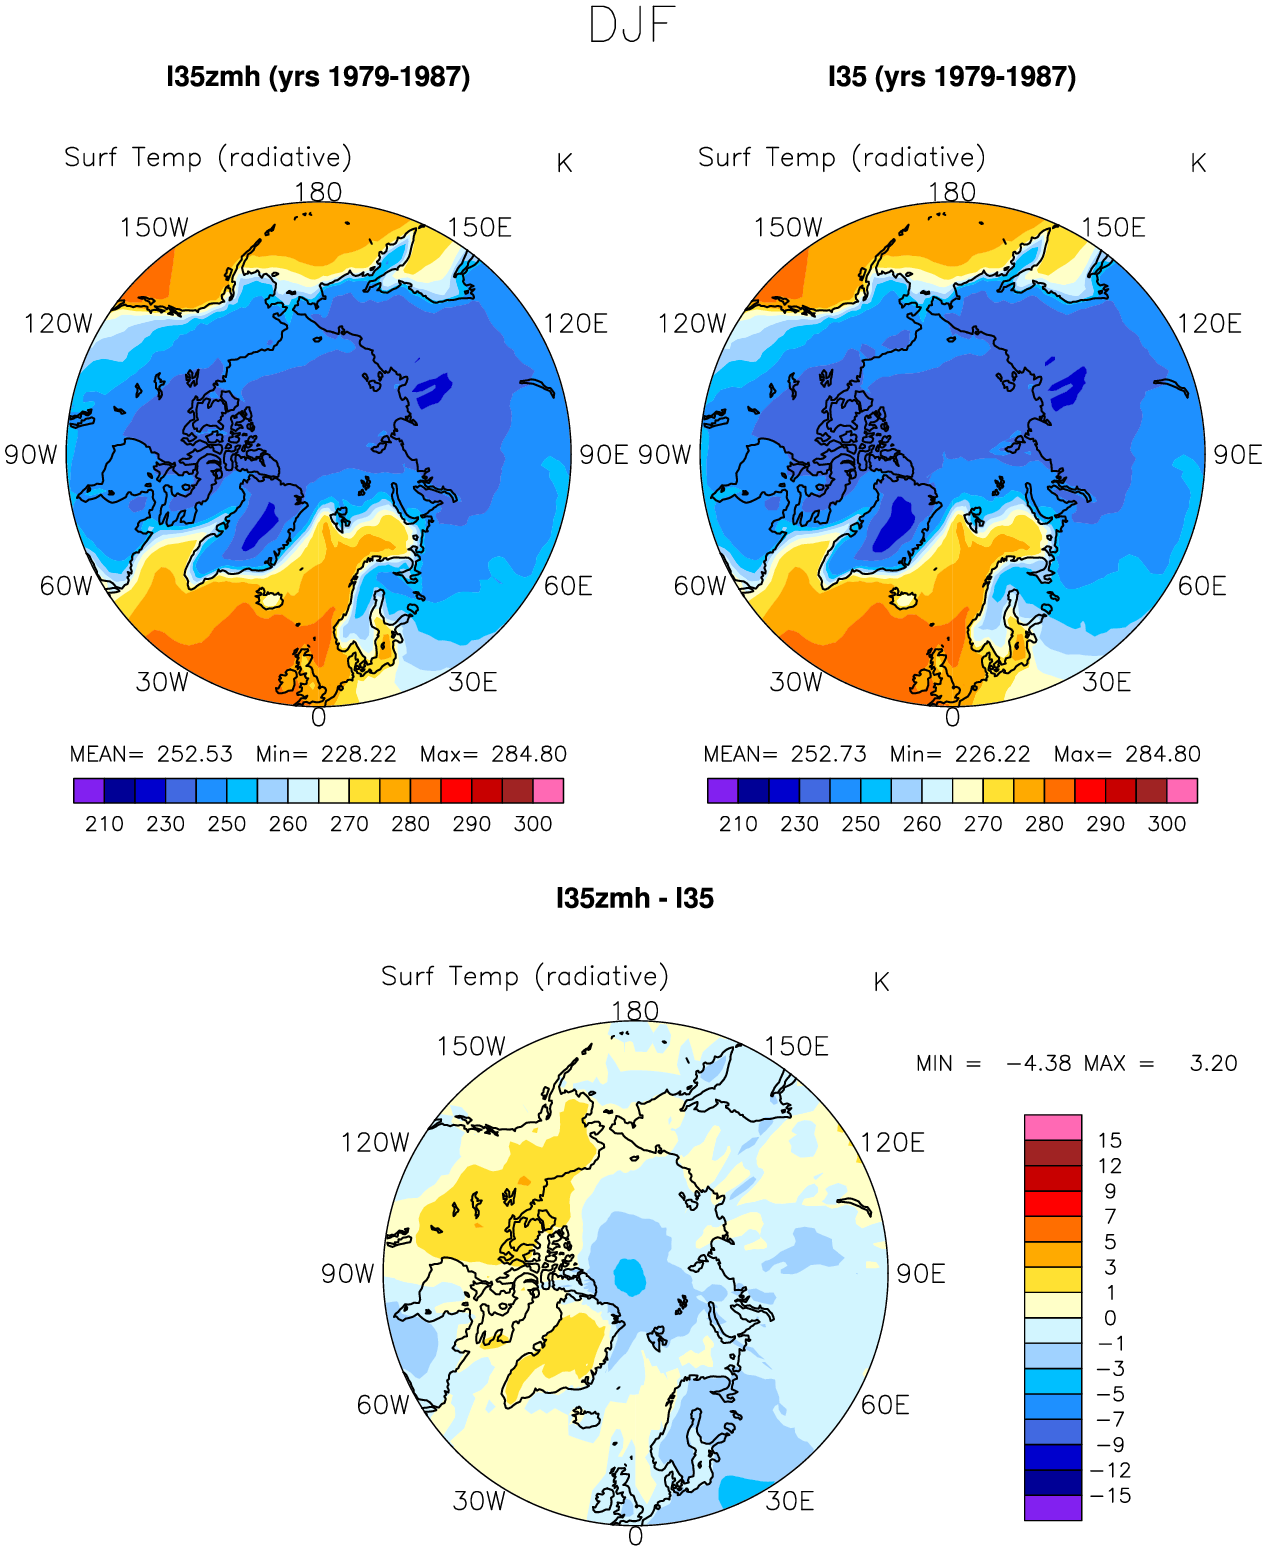 DJF
l35zmh (yrs 1979-1987) l35 (yrs 1979-1987)
Surf Temp (radiative) K Surf Temp (radiative) K
180 180
150W 150E 150W 150E
120W 120E 120W 120E
90W 90E 90W 90E
60W 60E 60W 60E
30W 30E 30W 30E
0 0
MEAN= 252.53 Min= 228.22 Max= 284.80 MEAN= 252.73 Min= 226.22 Max= 284.80
210 230 250 260 270 280 290 300 210 230 250 260 270 280 290 300
l35zmh - l35
Surf Temp (radiative) K
180
150W 150E
MIN = -4.38 MAX = 3.20
120W 120E
90W 90E
60W 60E
30W 30E
0
15
12
9
7
5
3
1
0
-1
-3
-5
-7
-9
-12
-15